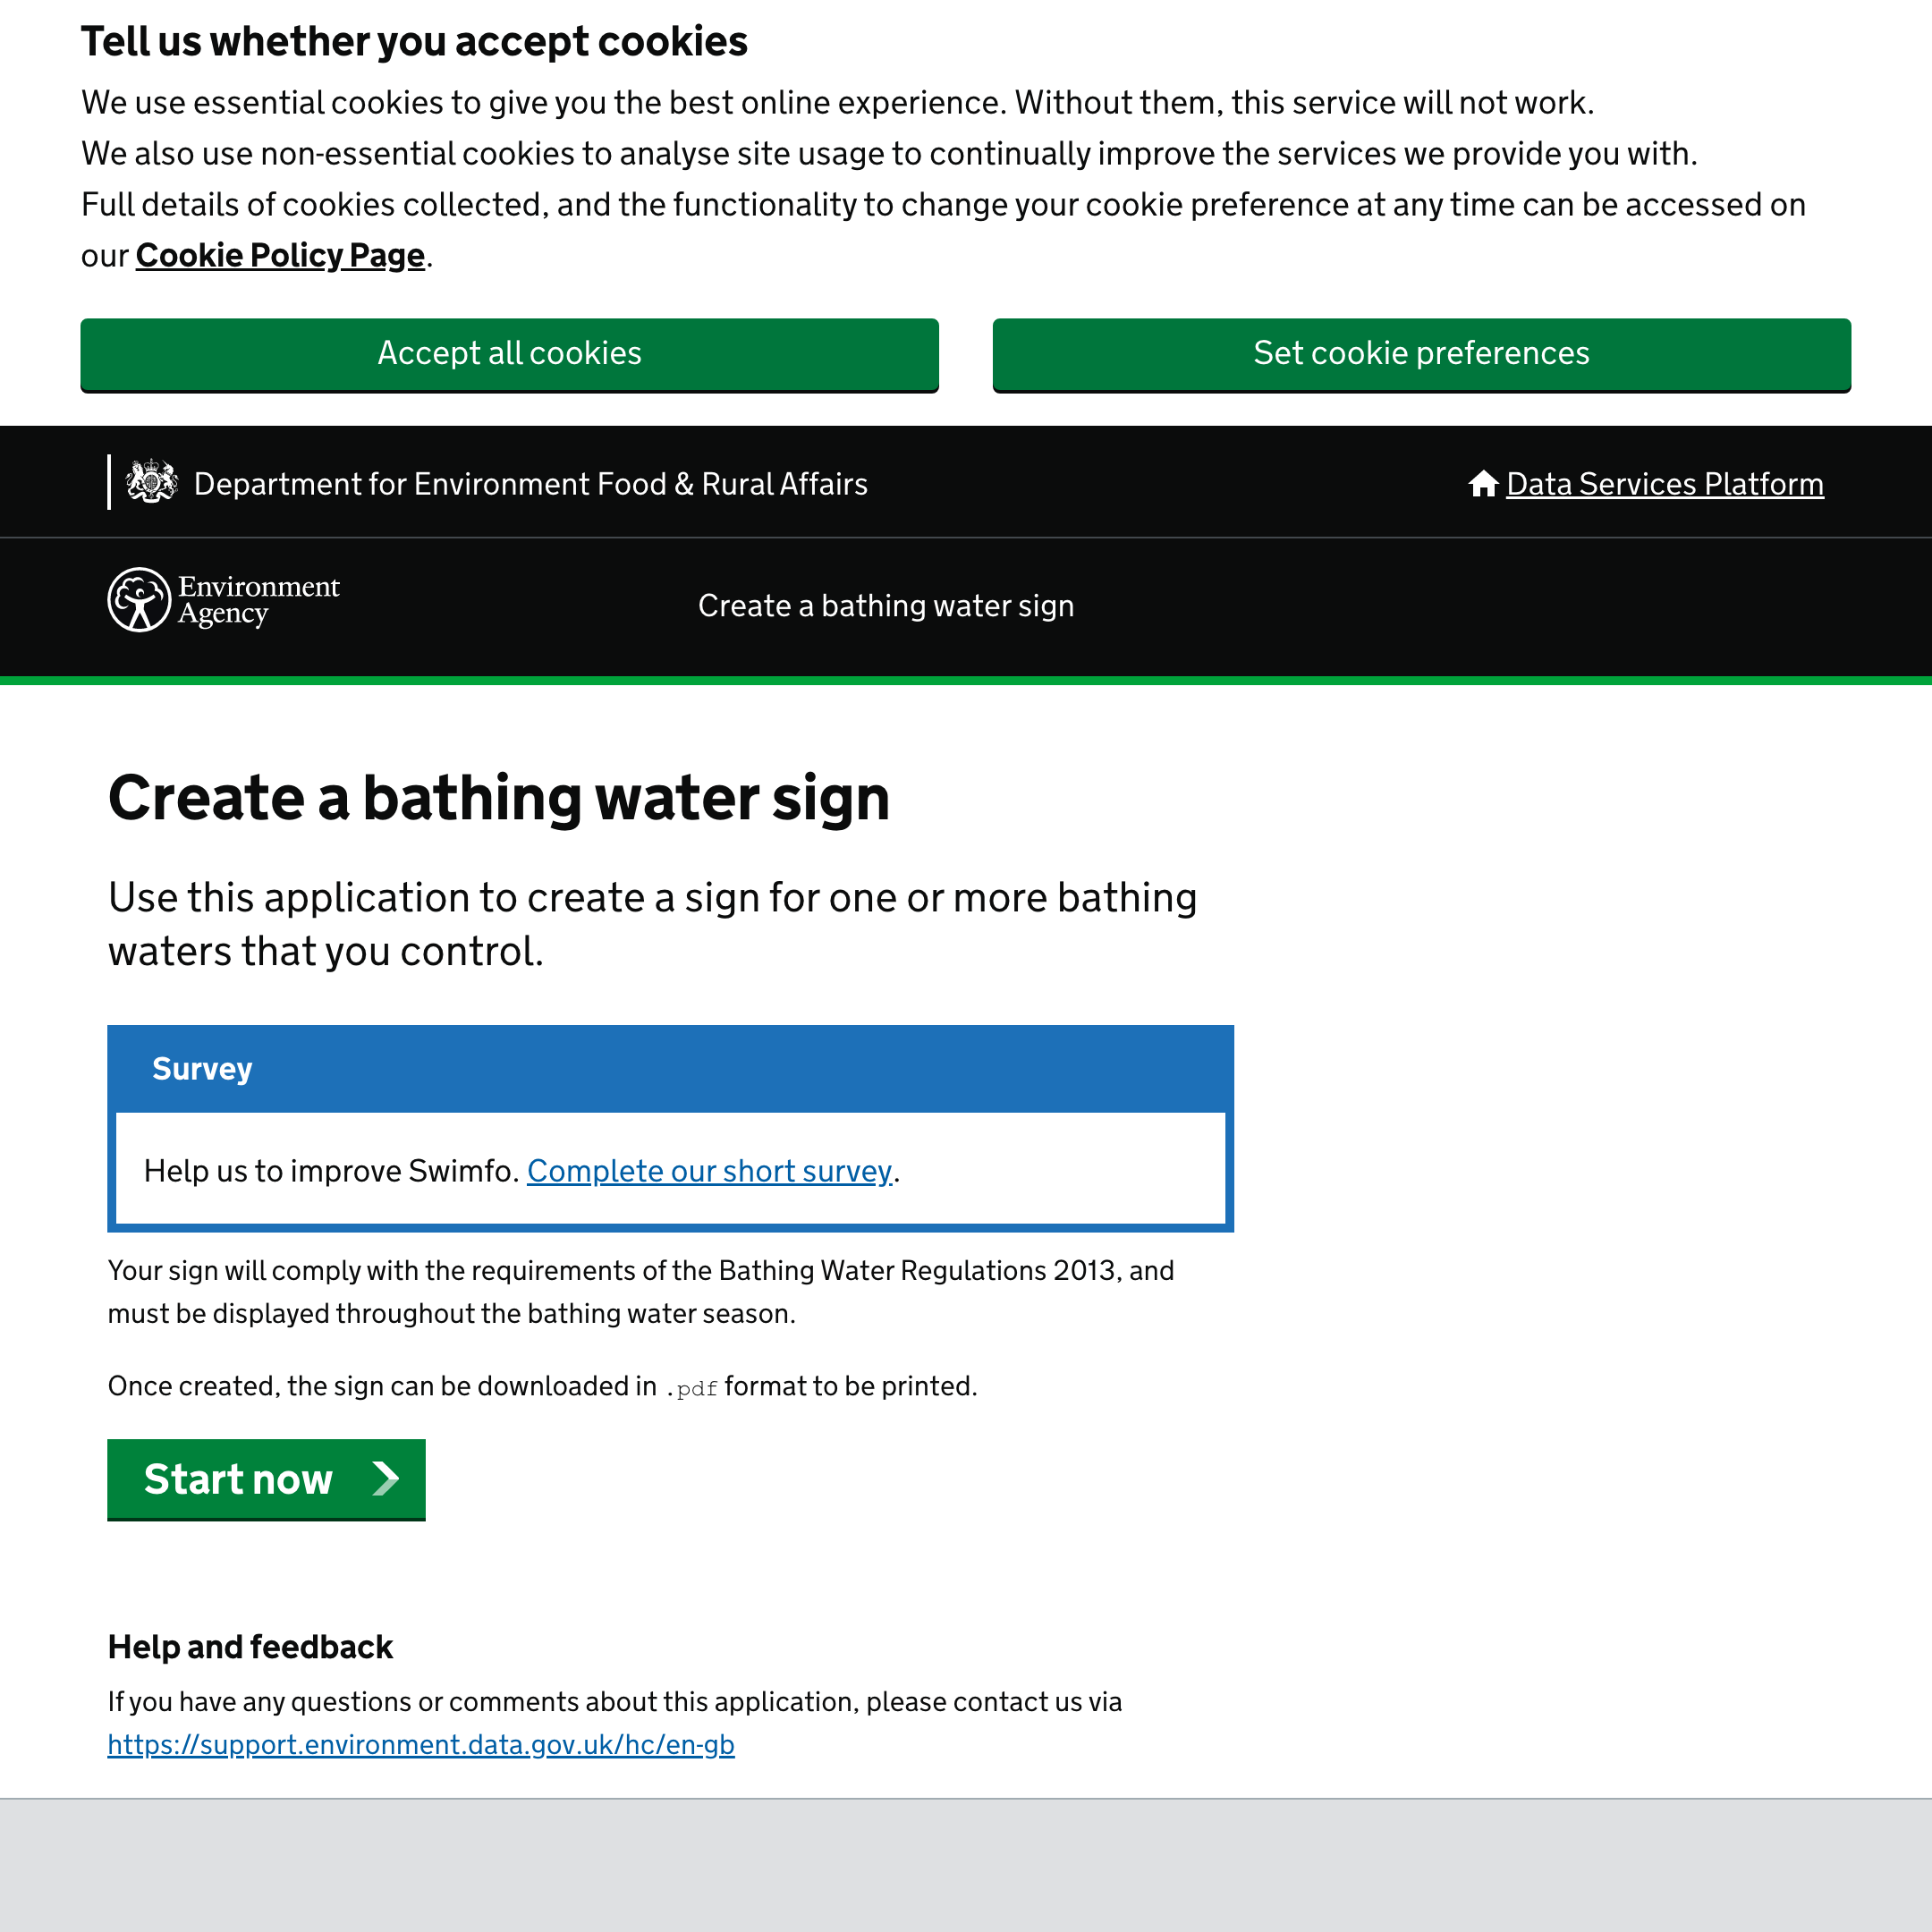 Tell us whether you accept cookies
We use essential cookies to give you the best online experience. Without them, this service will not work.
We also use non-essential cookies to analyse site usage to continually improve the services we provide you with.
Full details of cookies collected, and the functionality to change your cookie preference at any time can be accessed on
our Cookie Policy Page.
Accept all cookies
Set cookie preferences
Department for Environment Food & Rural Affairs
Data Services Platform
Environment
Agency
Create a bathing water sign
Create a bathing water sign
Use this application to create a sign for one or more bathing
waters that you control.
Survey
Help us to improve Swimfo. Complete our short survey.
Your sign will comply with the requirements of the Bathing Water Regulations 2013, and
must be displayed throughout the bathing water season.
Once created, the sign can be downloaded in .pdf format to be printed.
Start now
Help and feedback
If you have any questions or comments about this application, please contact us via
https://support.environment.data.gov.uk/hc/en-gb